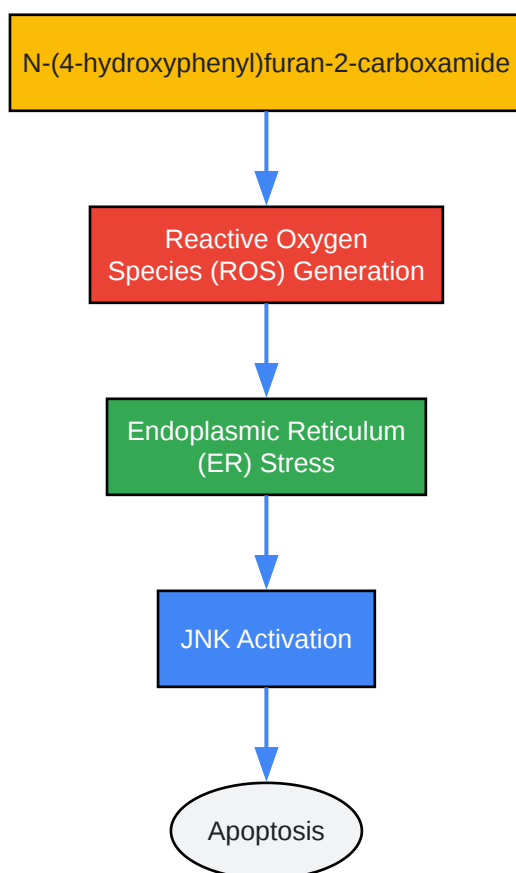 N-(4-hydroxyphenyl)furan-2-carboxamide
Reactive Oxygen
Species (ROS) Generation
Endoplasmic Reticulum
(ER) Stress
JNK Activation
Apoptosis